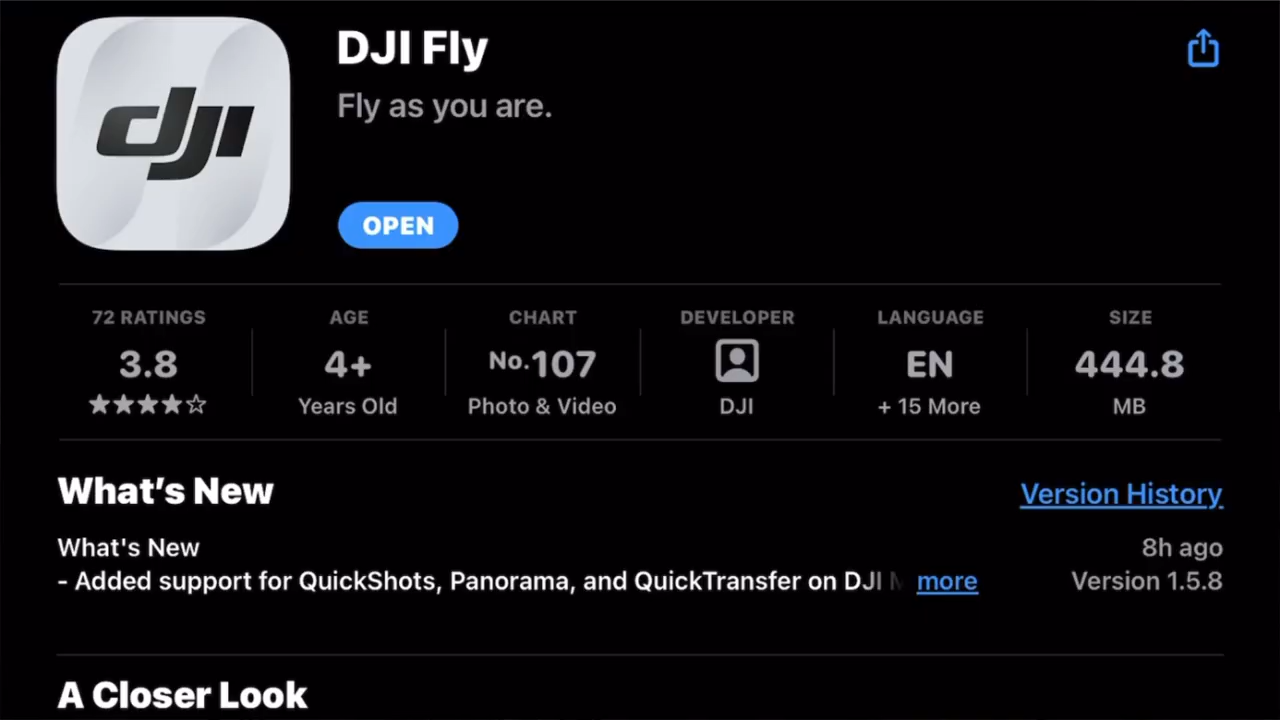 dji
DJI Fly
Fly as you are.
OPEN
72 RATINGS
3.8
AGE
4+
Years Old
CHART
No.107
Photo & Video
DEVELOPER
DJI
LANGUAGE
EN
+ 15 More
SIZE
444.8
MB
What's New
Version History
What's New
8h ago
- Added support for QuickShots, Panorama, and QuickTransfer on DJI
more
Version 1.5.8
A Closer Look